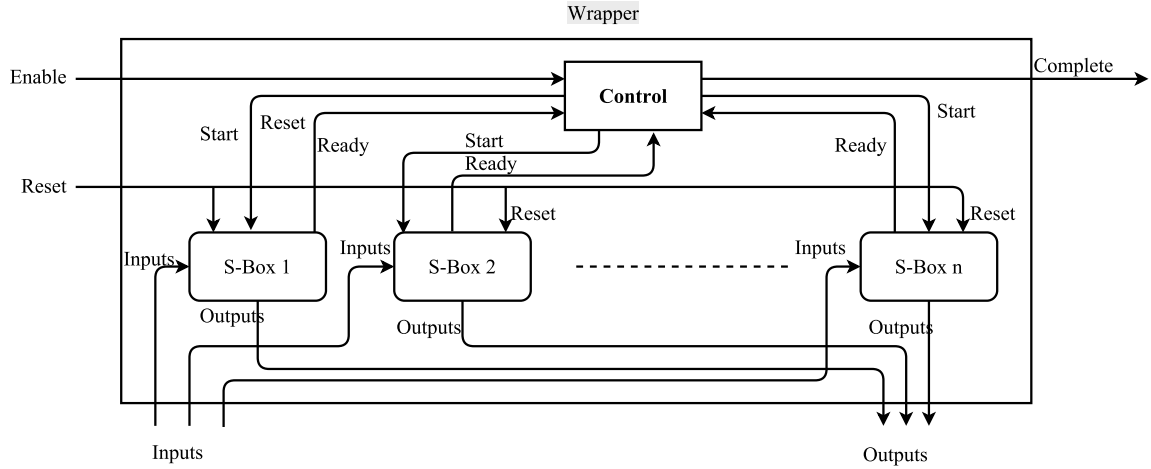 Wrapper
Enable
Complete
Control
Start
Reset
Ready
Start
Ready
Start
Ready
Reset
Reset
Reset
Inputs
S-Box 1
Inputs
S-Box 2
Inputs
S-Box n
Outputs
Outputs
Outputs
Inputs
Outputs